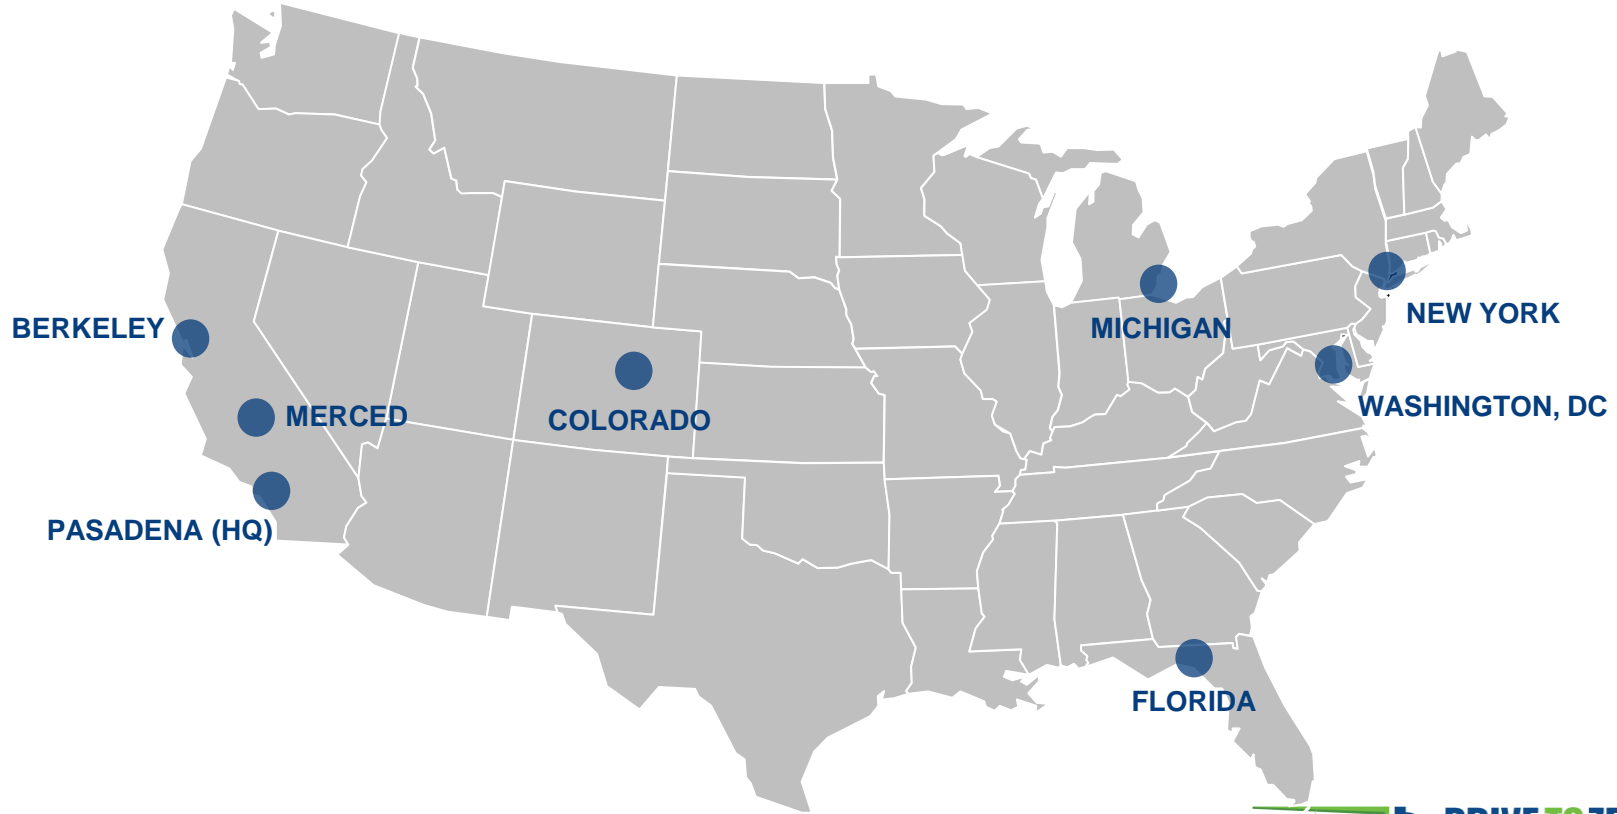 BERKELEY
MERCED
PASADENA (HQ)
COLORADO
MICHIGAN
NEW YORK
WASHINGTON, DC
FLORIDA